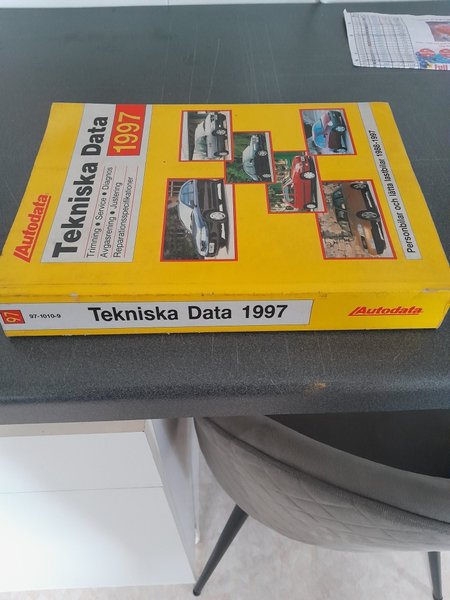 Autodata
Tekniska Data
1997
Trimning • Service • Diagnos
Avgasrening • Justering
Reparationsspecifikationer
Personbilar och lätta lastbilar 1988-1997
97
97-1010-9
Tekniska Data 1997
Autodata